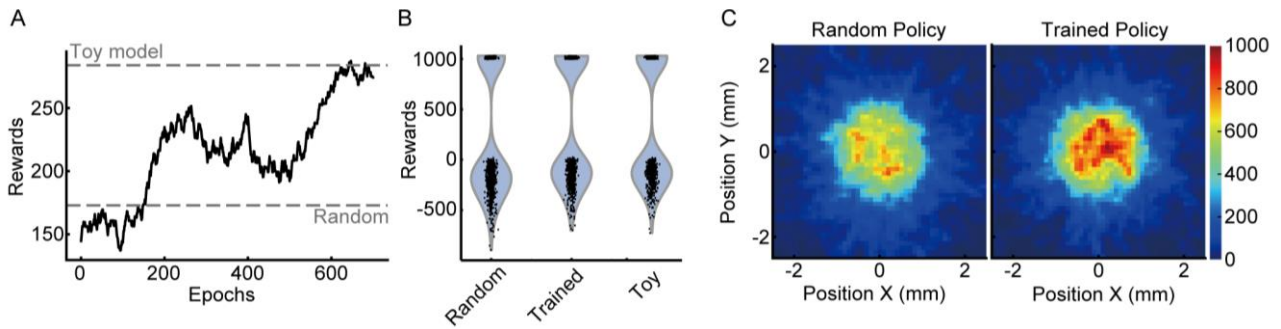 A
Toy model
250
200
150
Random
0
200
400
600
Rewards
Epochs
B
1000
500
0
-500
Rewards
Random
Trained
Toy
C
Random Policy
Trained Policy
2
0
-2
Position Y (mm)
-2
0
2
-2
0
2
Position X (mm)
Position X (mm)
1000
800
600
400
200
0